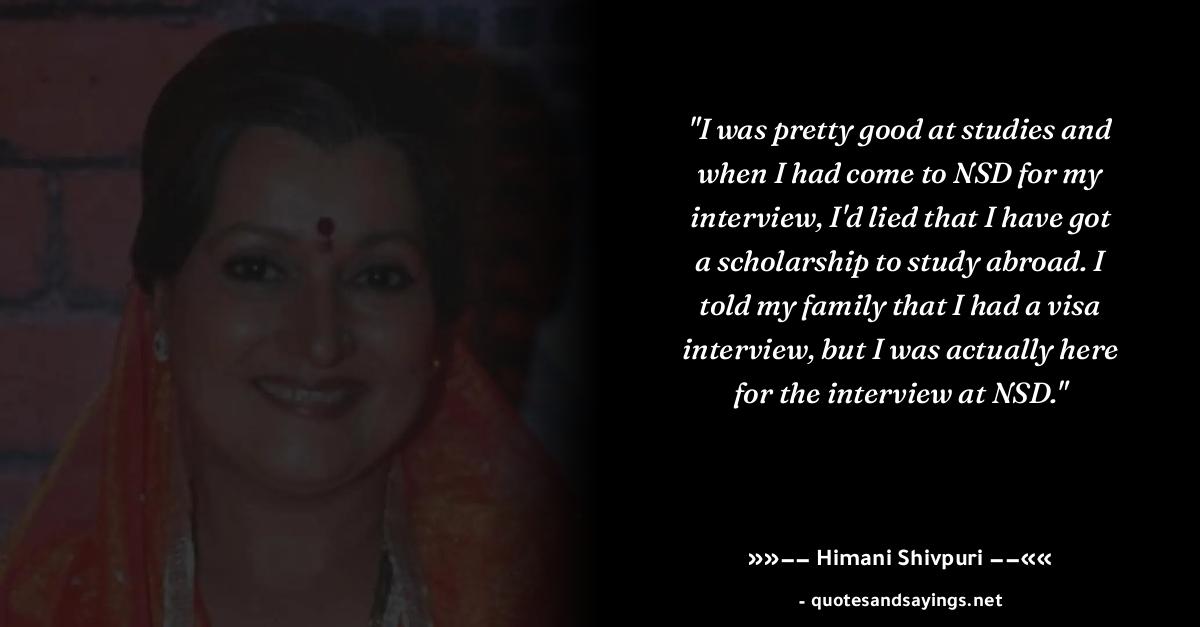 "I was pretty good at studies and
when I had come to NSD for my
interview, I'd lied that I have got
a scholarship to study abroad. I
told my family that I had a visa
interview, but I was actually here
for the interview at NSD."
»»–– Himani Shivpuri ––««
- quotesandsayings.net